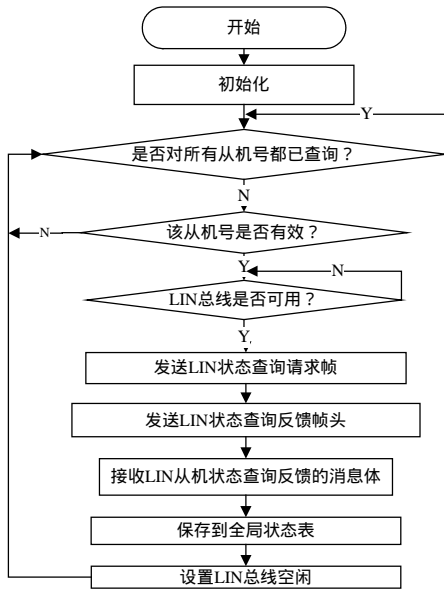 开始
初始化
Y
是否对所有从机号都已查询？
N
该从机号是否有效？
N
Y
N
LIN总线是否可用？
Y
发送LIN状态查询请求帧
发送LIN状态查询反馈帧头
接收LIN从机状态查询反馈的消息体
保存到全局状态表
设置LIN总线空闲